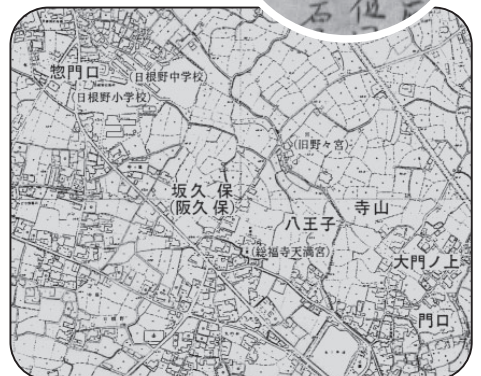 惣門口
(日根野中学校)
(日根野小学校)
(旧野々宮)
坂久保
(阪久保)
八王子
寺山
(総福寺天満宮)
大門ノ上
門口